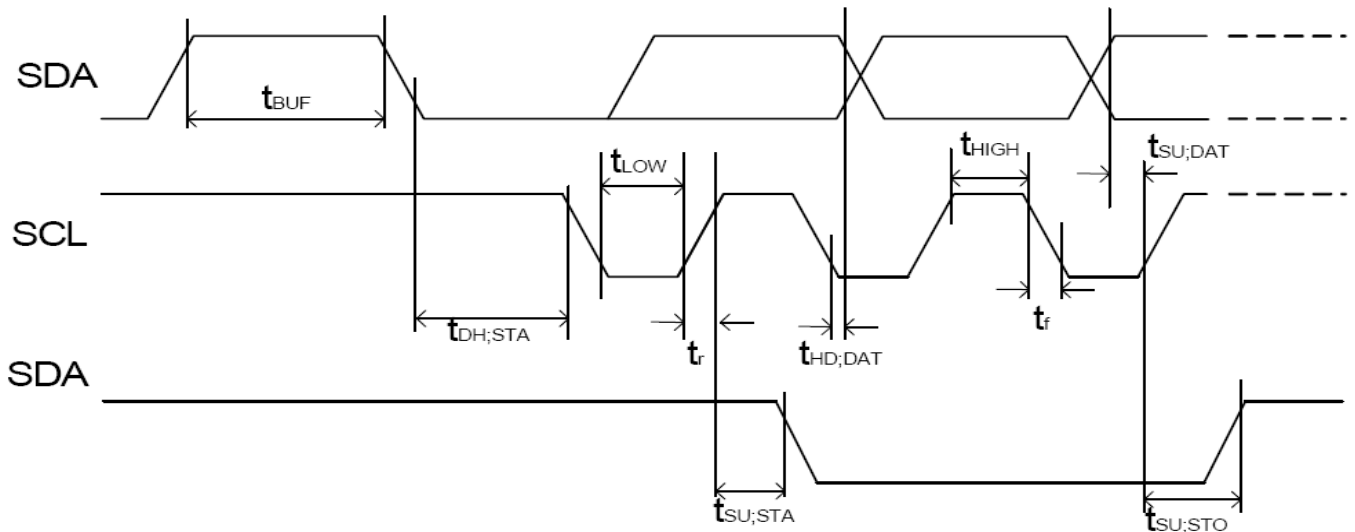 SDA
tBUF
tLOW
tHIGH
tSU;DAT
SCL
tDH;STA
tr
tHD;DAT
tf
SDA
tSU;STA
tSU;STO